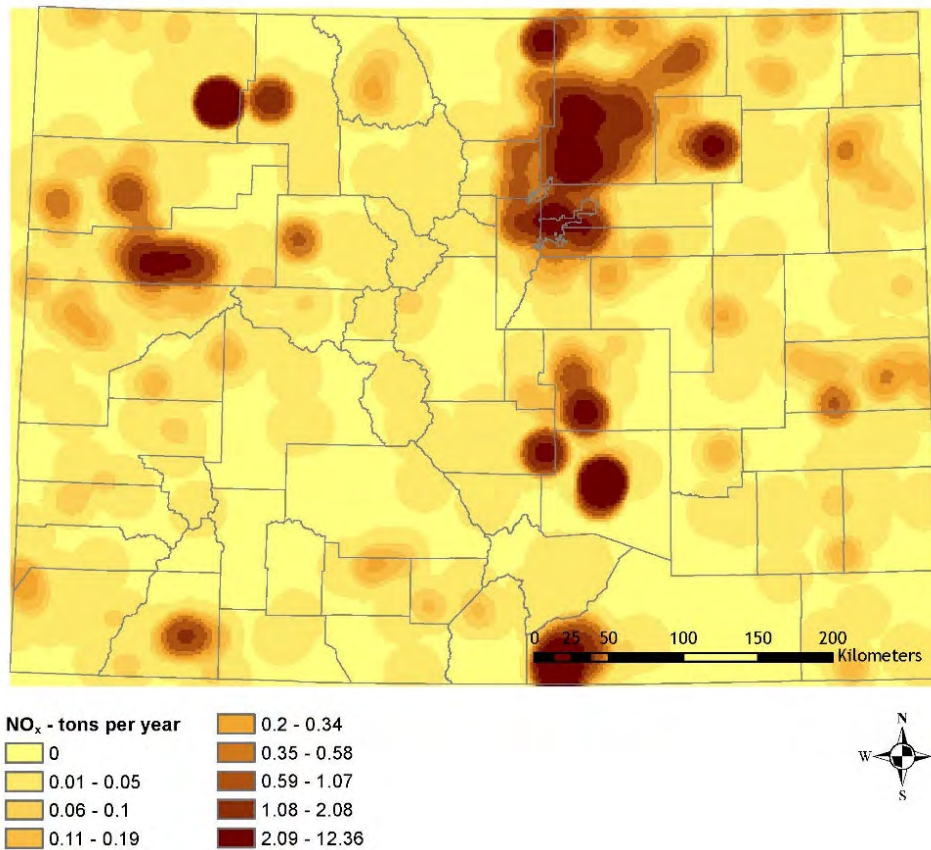 0 25 50 100 150 200
Kilometers
NOₓ - tons per year
0
0.01 - 0.05
0.06 - 0.1
0.11 - 0.19
0.2 - 0.34
0.35 - 0.58
0.59 - 1.07
1.08 - 2.08
2.09 - 12.36
N
W E
S